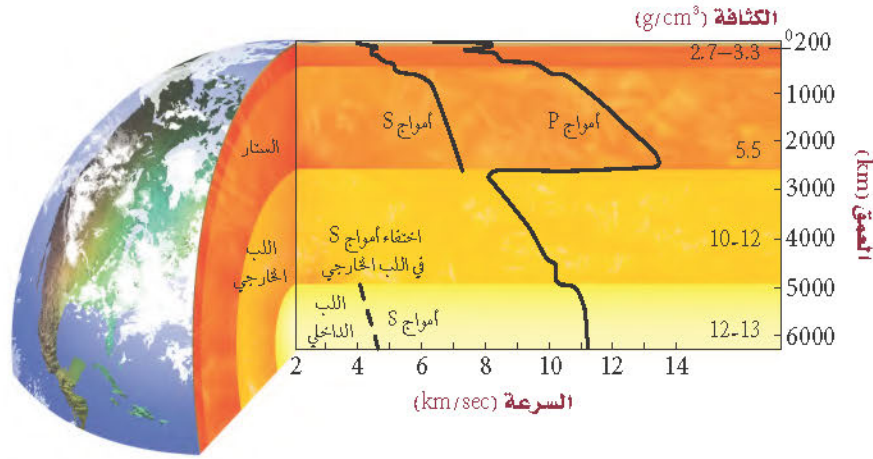 الكثافة (g/cm³)
0
200
2.7–3.3
1000
أمواج S
أمواج P
2000
الستار
5.5
3000
العمق (km)
اللب
الخارجي
اختفاء أمواج S
في اللب الخارجي
10-12
4000
5000
اللب
الداخلي
أمواج S
12-13
6000
2 4 6 8 10 12 14
السرعة (km/sec)